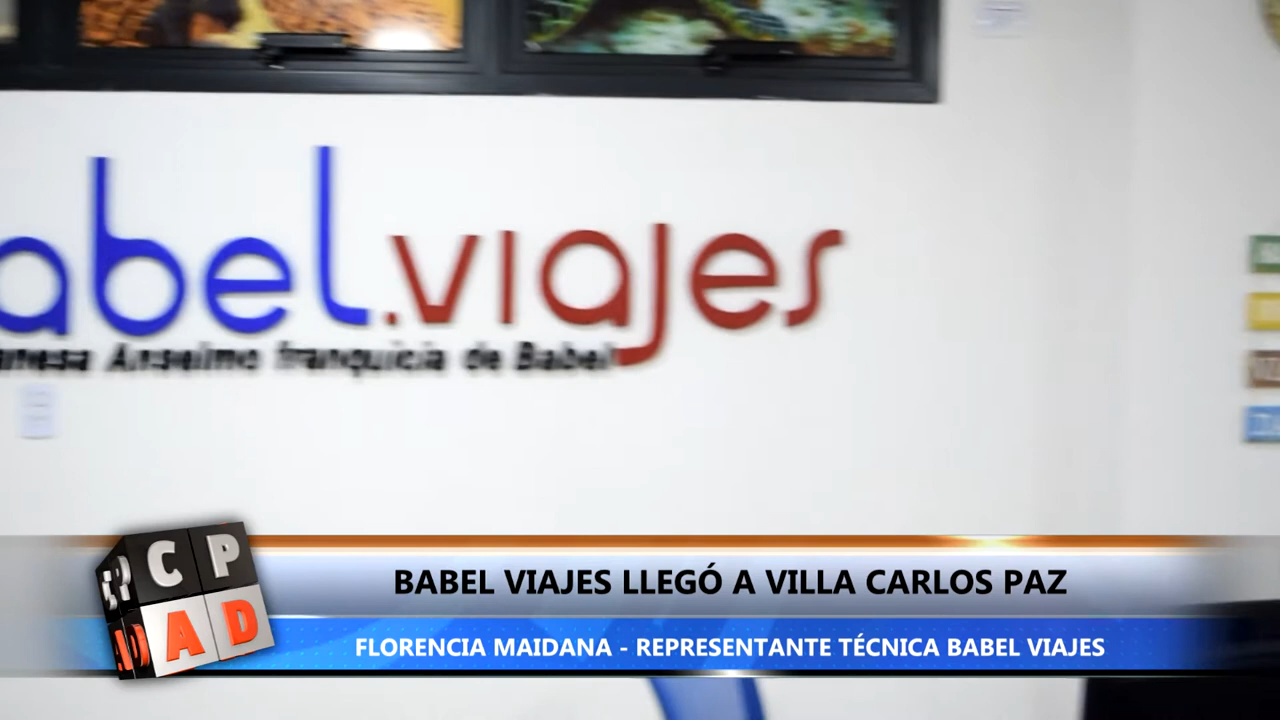 abel.viajes
anesa Anselmo franquicia de Babel
CP
AD
BABEL VIAJES LLEGÓ A VILLA CARLOS PAZ
FLORENCIA MAIDANA - REPRESENTANTE TÉCNICA BABEL VIAJES